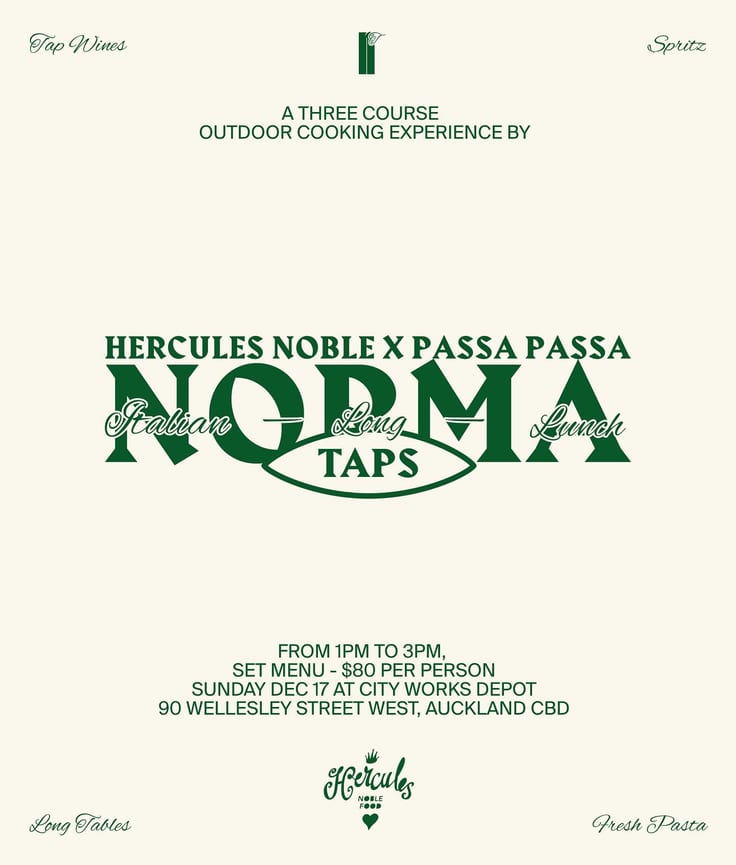 Tap Wines
Spritz
A THREE COURSE
OUTDOOR COOKING EXPERIENCE BY
HERCULES NOBLE X PASSA PASSA
NORMA
Italian – Long – Lunch
TAPS
FROM 1PM TO 3PM,
SET MENU - $80 PER PERSON
SUNDAY DEC 17 AT CITY WORKS DEPOT
90 WELLESLEY STREET WEST, AUCKLAND CBD
Hercules
NOBLE
FOOD
Long Tables
Fresh Pasta